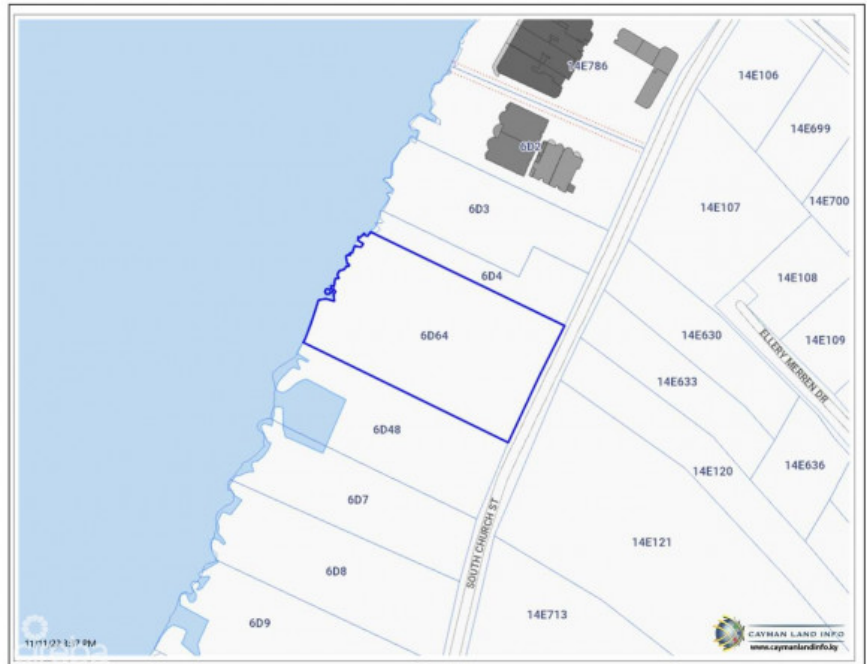 14E786
14E106
14E699
6D2
14E700
6D3
14E107
6D4
14E108
6D64
14E630
14E109
ELLERY MERREN DR
14E633
6D48
14E120
14E636
6D7
SOUTH CHURCH ST
14E121
6D8
14E713
6D9
CAYMAN LAND INFO
www.caymanlandinfo.ky